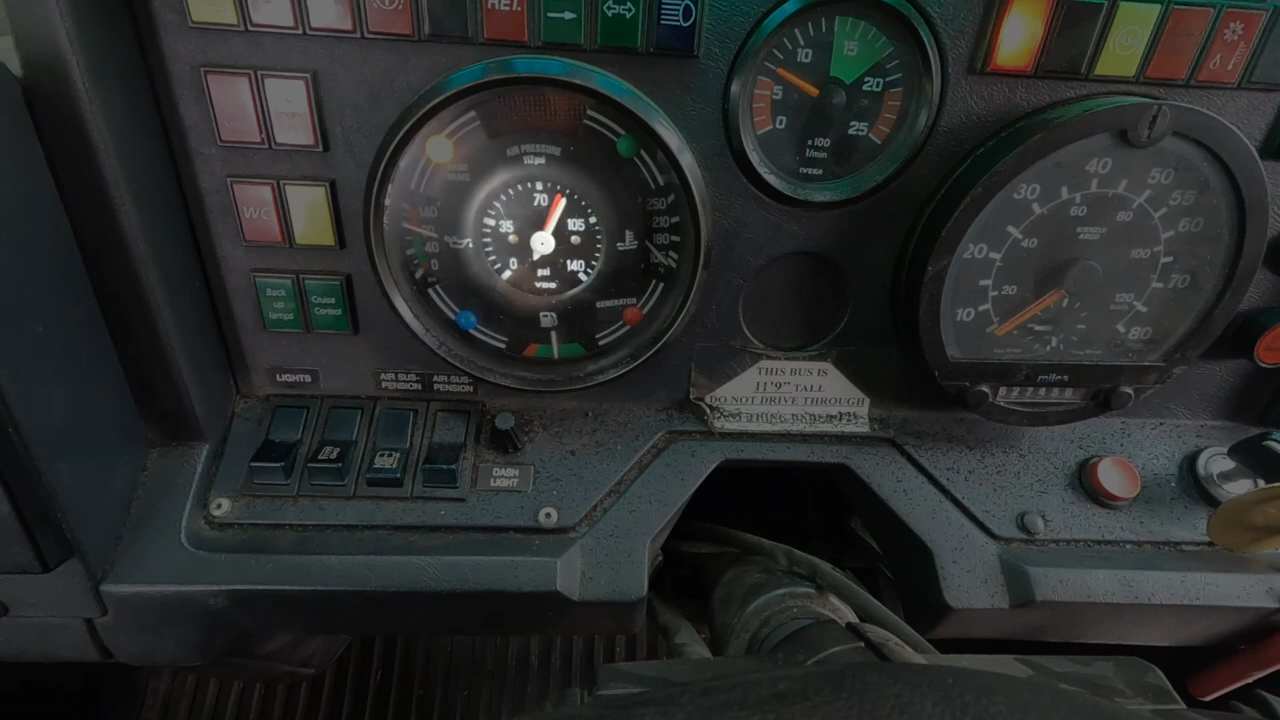 RET.
WC
Back
up
lamps
Cruise
Control
LIGHTS
AIR SUS-
PENSION
AIR-SUS-
PENSION
DASH
LIGHT
AIR PRESSURE
112psi
35
70
105
0
140
psi
VDO
140
40
0
250
210
180
GENERATOR
0
5
10
15
20
25
x100
1/min
THIS BUS IS
11'9" TALL
DO NOT DRIVE THROUGH
10
20
30
40
50
55
60
70
80
20
40
60
80
100
120
KIENZLE
ARGO
miles